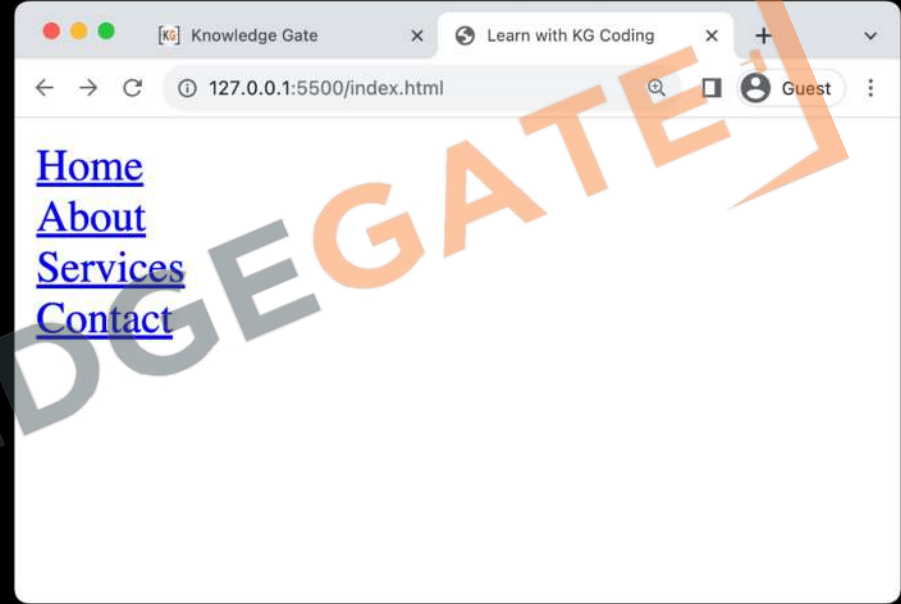 [KG] Knowledge Gate
Learn with KG Coding
127.0.0.1:5500/index.html
Guest
Home
About
Services
Contact
DGEGATE